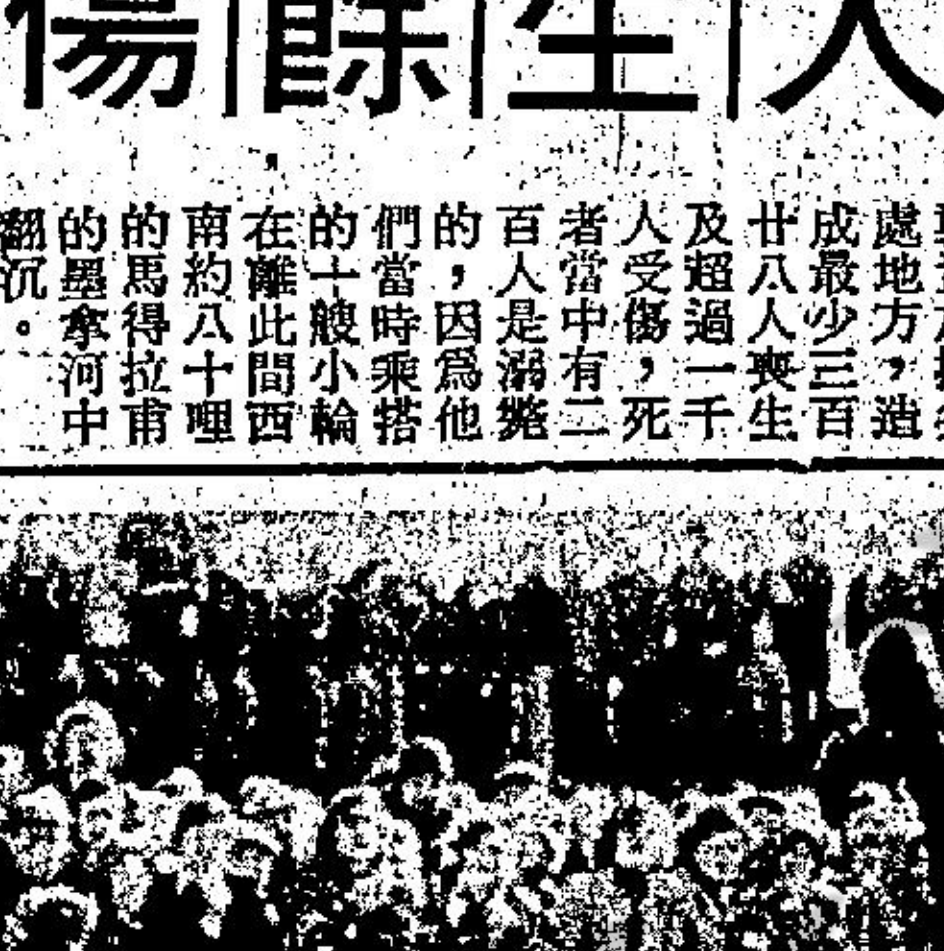 人生餘傷
處地方，造
成最少三百
廿八人喪生
及超過一千
人受傷，死
者當中有二
百人是溺斃
的，因爲他
們當時乘搭
的十艘小輪
在離此間西
南約八十哩
的馬得拉甫
的墨拿河中
翻沉。